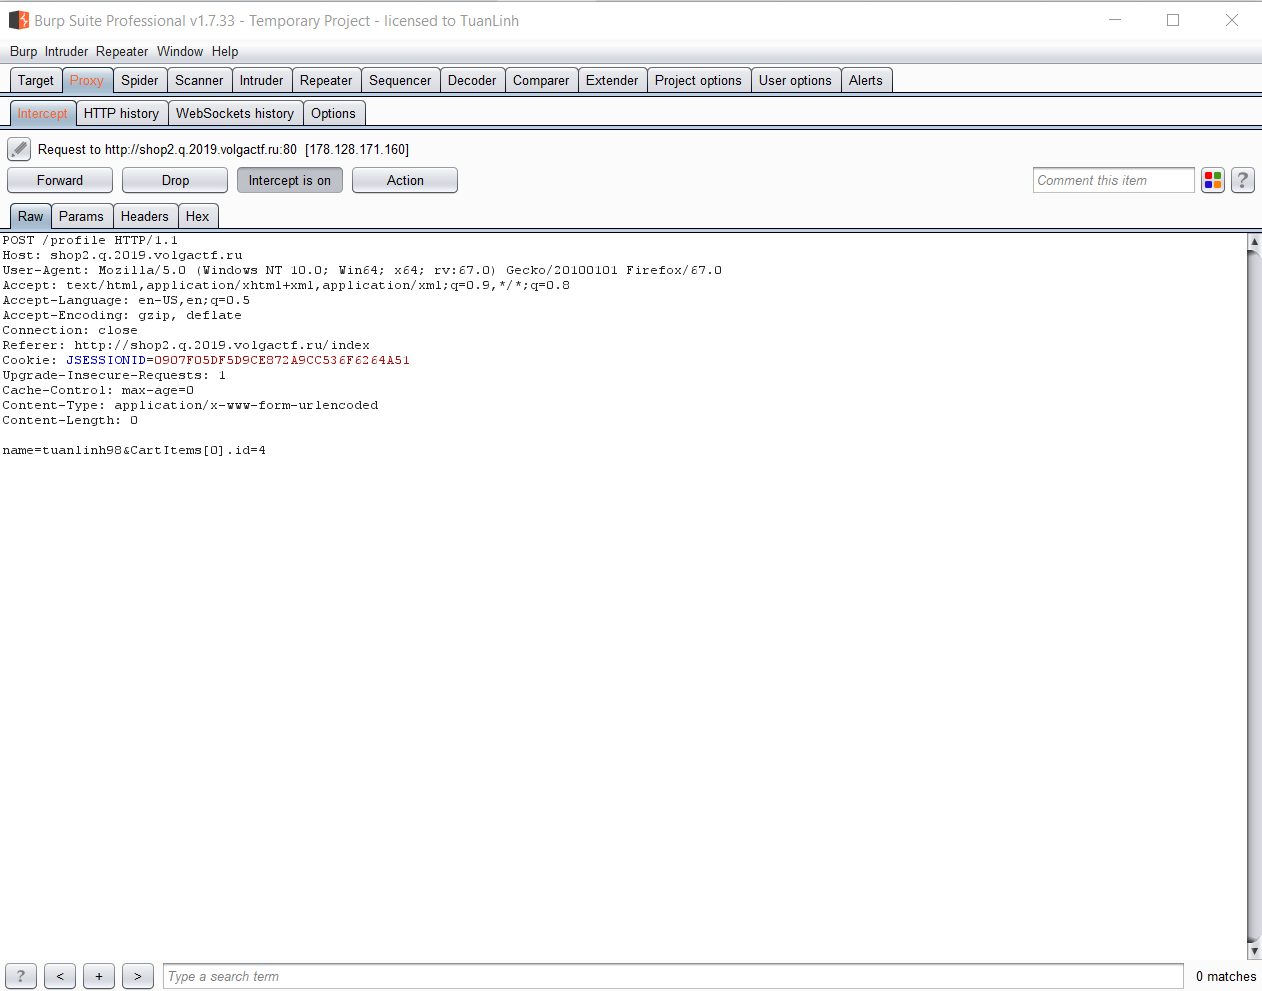 Burp Suite Professional v1.7.33 - Temporary Project - licensed to TuanLinh
Burp Intruder Repeater Window Help
Target Proxy Spider Scanner Intruder Repeater Sequencer Decoder Comparer Extender Project options User options Alerts
Intercept HTTP history WebSockets history Options
Request to http://shop2.q.2019.volgactf.ru:80 [178.128.171.160]
Forward Drop Intercept is on Action Comment this item ?
Raw Params Headers Hex
POST /profile HTTP/1.1
Host: shop2.q.2019.volgactf.ru
User-Agent: Mozilla/5.0 (Windows NT 10.0; Win64; x64; rv:67.0) Gecko/20100101 Firefox/67.0
Accept: text/html,application/xhtml+xml,application/xml;q=0.9,*/*;q=0.8
Accept-Language: en-US,en;q=0.5
Accept-Encoding: gzip, deflate
Connection: close
Referer: http://shop2.q.2019.volgactf.ru/index
Cookie: JSESSIONID=0907F05DF5D9CE872A9CC536F6264A51
Upgrade-Insecure-Requests: 1
Cache-Control: max-age=0
Content-Type: application/x-www-form-urlencoded
Content-Length: 0
name=tuanlinh98&CartItems[0].id=4
? < + > Type a search term 0 matches